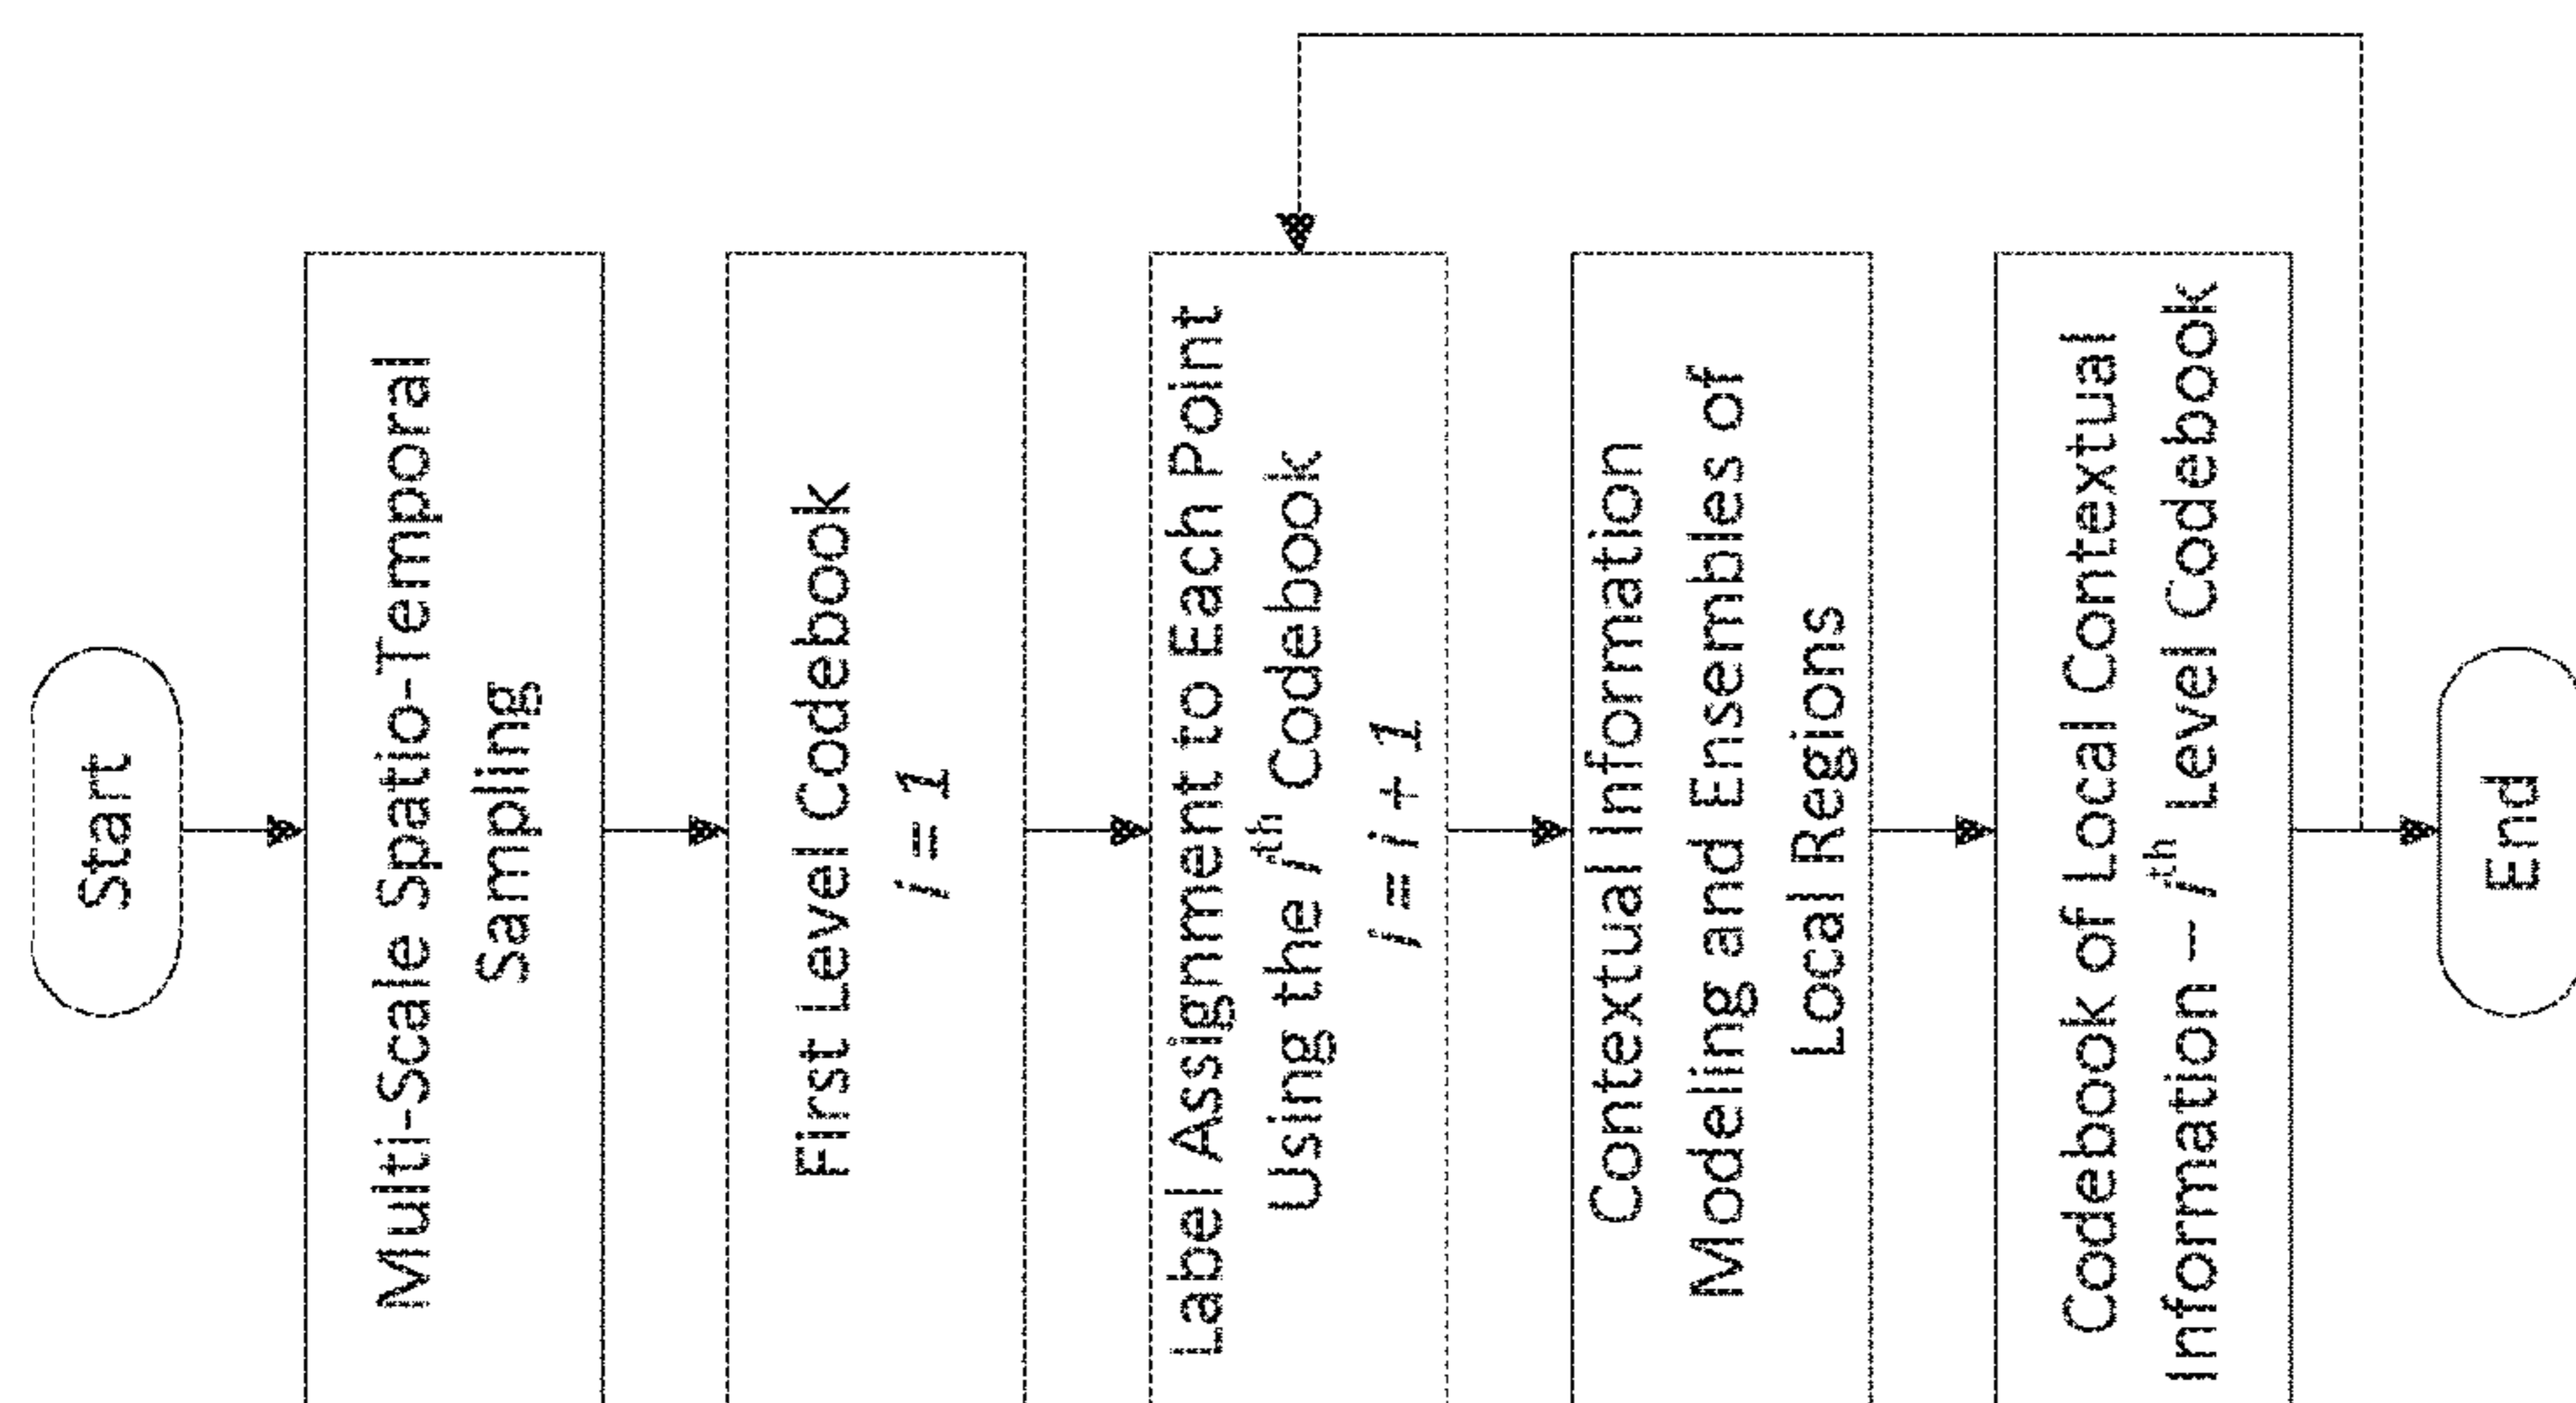 Start
Multi-Scale Spatio-Temporal
Sampling
First Level Codebook
i = 1
Label Assignment to Each Point
Using the iᵗʰ Codebook
i = i + 1
Contextual Information
Modeling and Ensembles of
Local Regions
Codebook of Local Contextual
Information – iᵗʰ Level Codebook
End